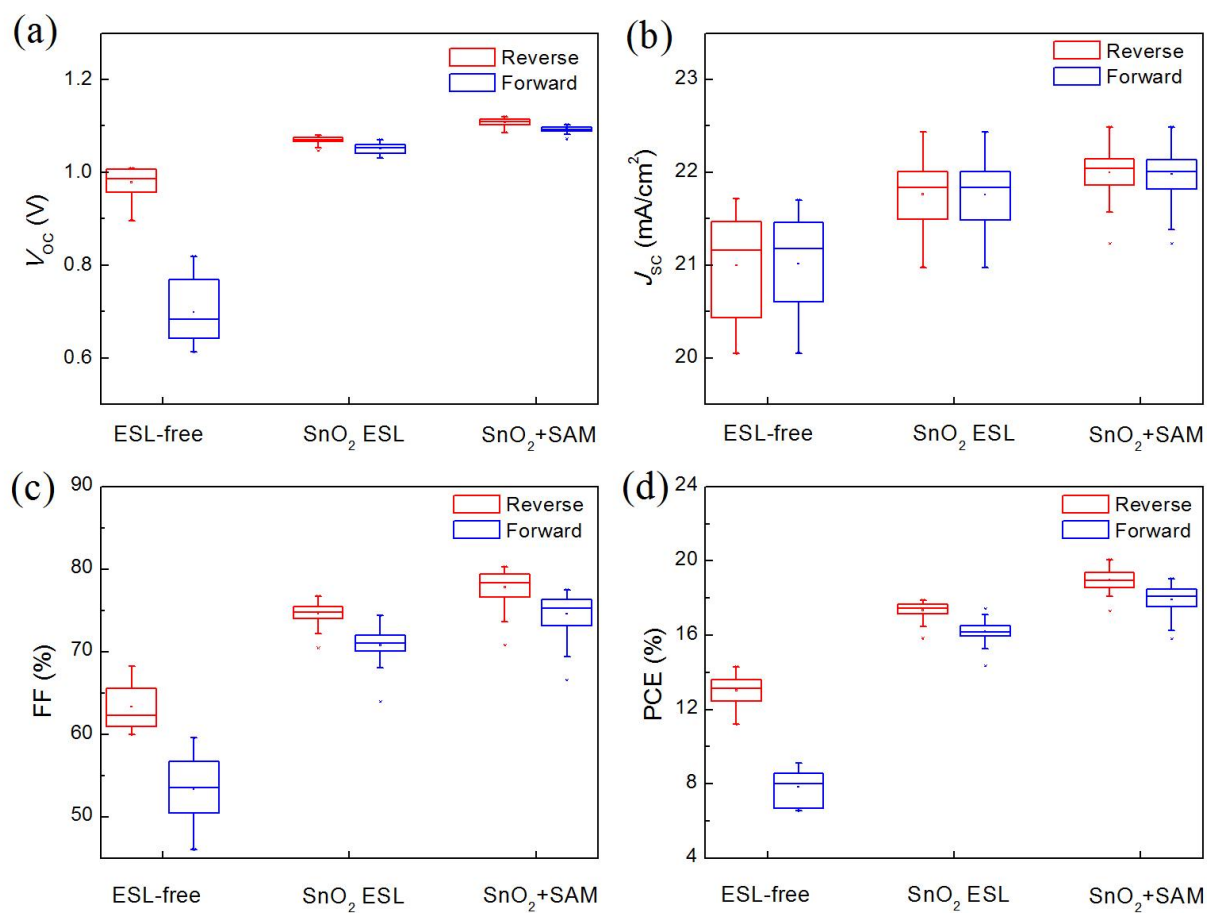 (a)
Reverse
Forward
1.2
1.0
0.8
0.6
V_OC (V)
ESL-free
SnO₂ ESL
SnO₂+SAM
(b)
Reverse
Forward
23
22
21
20
J_SC (mA/cm²)
ESL-free
SnO₂ ESL
SnO₂+SAM
(c)
Reverse
Forward
90
80
70
60
50
FF (%)
ESL-free
SnO₂ ESL
SnO₂+SAM
(d)
Reverse
Forward
24
20
16
12
8
4
PCE (%)
ESL-free
SnO₂ ESL
SnO₂+SAM